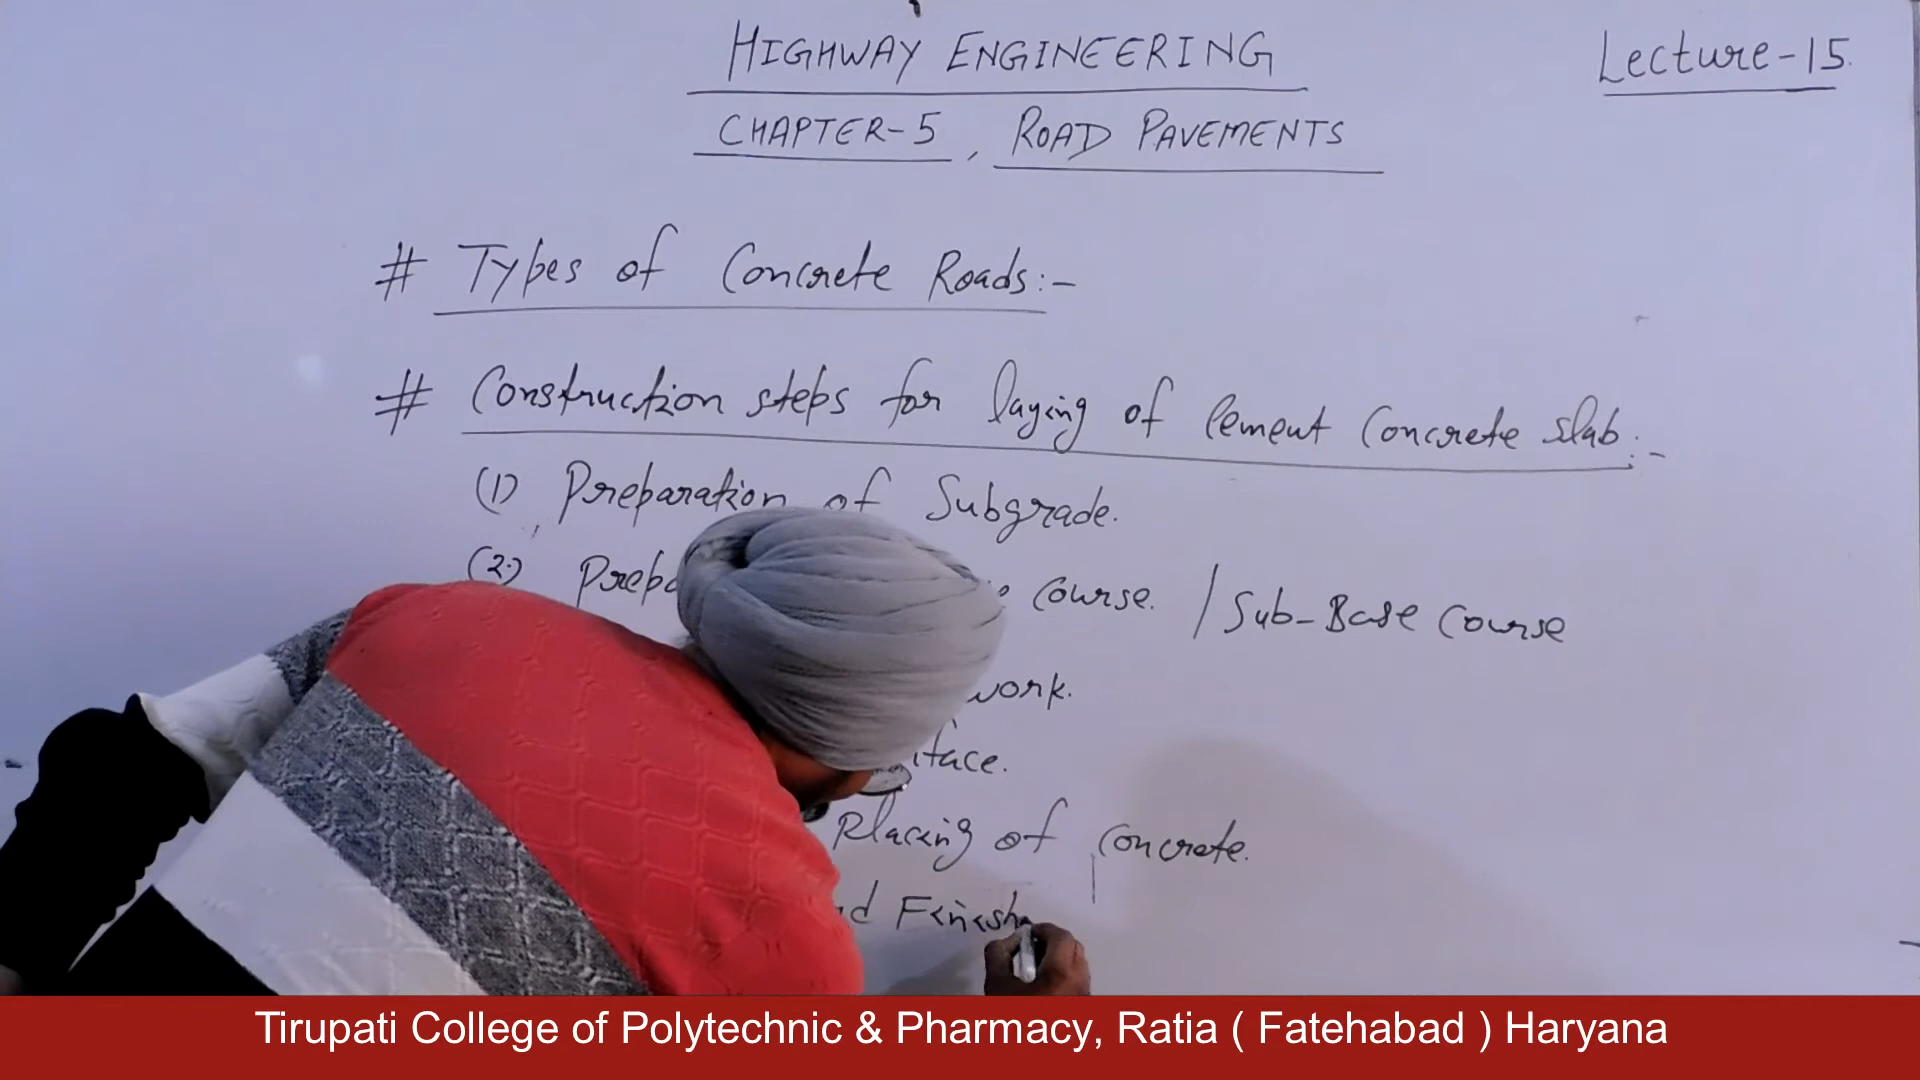 HIGHWAY ENGINEERING
Lecture-15.
CHAPTER-5, ROAD PAVEMENTS
# Types of Concrete Roads:-
# Construction steps for laying of Cement Concrete slab:-
(1) Preparation of Subgrade.
(2) Course. / Sub-Base Course
work.
Placing of Concrete.
Tirupati College of Polytechnic & Pharmacy, Ratia ( Fatehabad ) Haryana